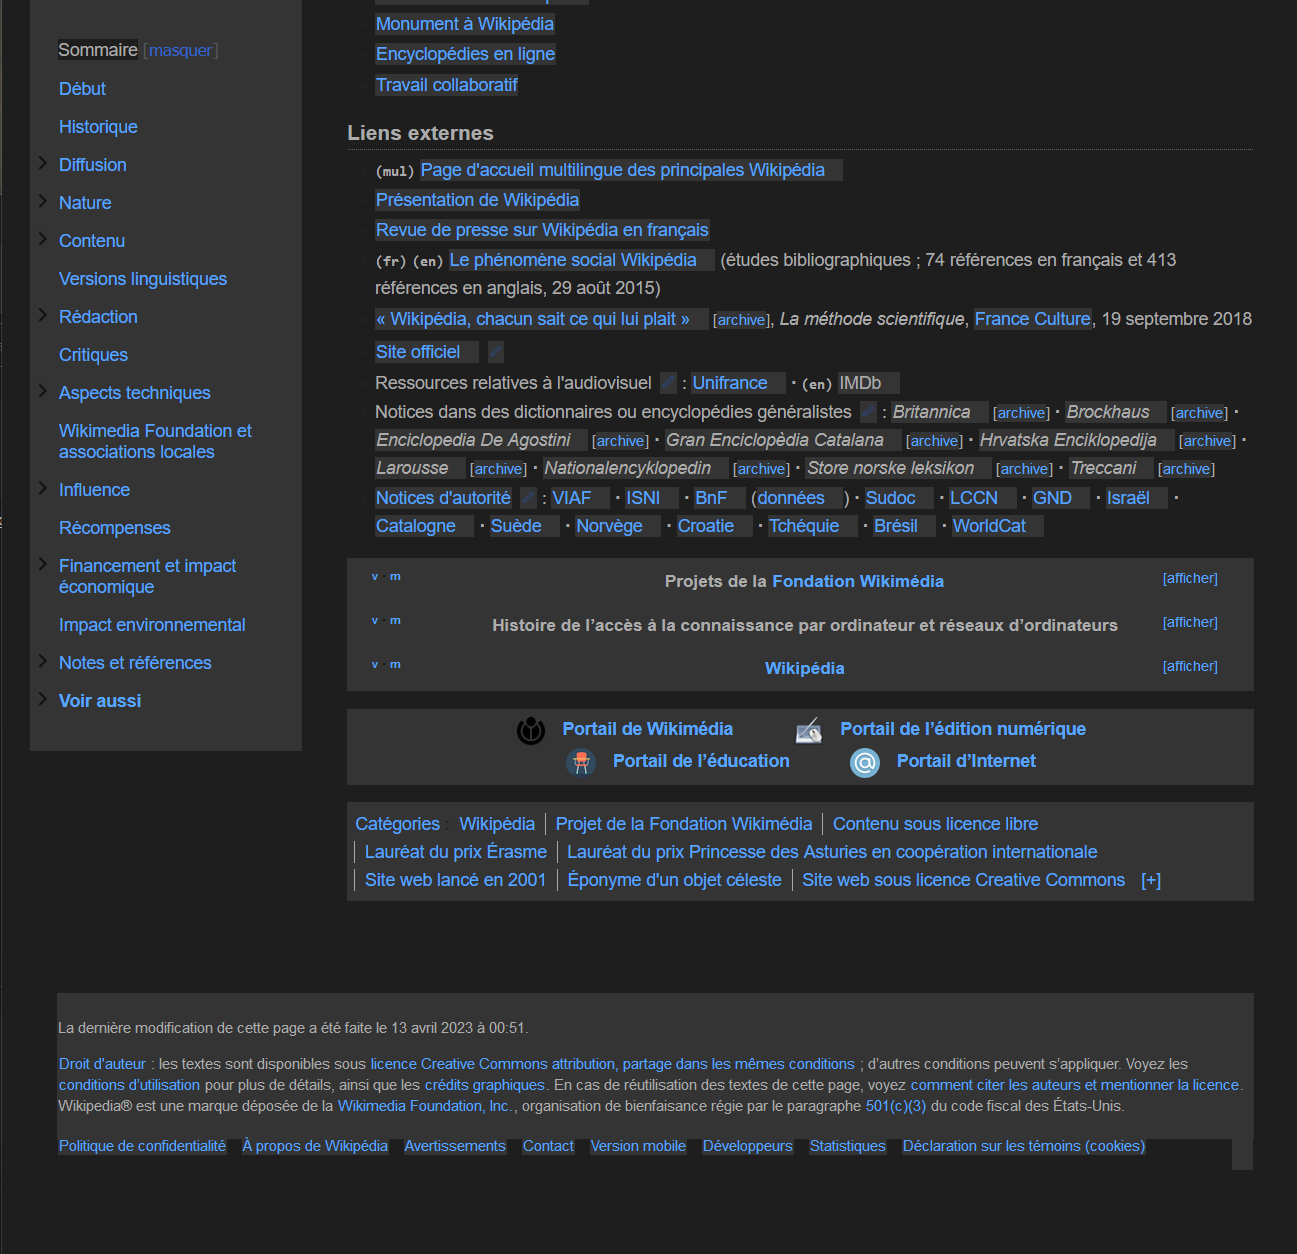 Sommaire [masquer]
Début
Historique
Diffusion
Nature
Contenu
Versions linguistiques
Rédaction
Critiques
Aspects techniques
Wikimedia Foundation et
associations locales
Influence
Récompenses
Financement et impact
économique
Impact environnemental
Notes et références
Voir aussi
Monument à Wikipédia
Encyclopédies en ligne
Travail collaboratif
Liens externes
(mul) Page d'accueil multilingue des principales Wikipédia
Présentation de Wikipédia
Revue de presse sur Wikipédia en français
(fr) (en) Le phénomène social Wikipédia (études bibliographiques ; 74 références en français et 413
références en anglais, 29 août 2015)
« Wikipédia, chacun sait ce qui lui plait » [archive], La méthode scientifique, France Culture, 19 septembre 2018
Site officiel
Ressources relatives à l'audiovisuel : Unifrance · (en) IMDb
Notices dans des dictionnaires ou encyclopédies généralistes : Britannica [archive] · Brockhaus [archive] ·
Enciclopedia De Agostini [archive] · Gran Enciclopèdia Catalana [archive] · Hrvatska Enciklopedija [archive] ·
Larousse [archive] · Nationalencyklopedin [archive] · Store norske leksikon [archive] · Treccani [archive]
Notices d'autorité : VIAF · ISNI · BnF (données) · Sudoc · LCCN · GND · Israël ·
Catalogne · Suède · Norvège · Croatie · Tchéquie · Brésil · WorldCat
v · m Projets de la Fondation Wikimédia [afficher]
v · m Histoire de l’accès à la connaissance par ordinateur et réseaux d’ordinateurs [afficher]
v · m Wikipédia [afficher]
Portail de Wikimédia Portail de l’édition numérique
Portail de l’éducation Portail d’Internet
Catégories : Wikipédia | Projet de la Fondation Wikimédia | Contenu sous licence libre
| Lauréat du prix Érasme | Lauréat du prix Princesse des Asturies en coopération internationale
| Site web lancé en 2001 | Éponyme d'un objet céleste | Site web sous licence Creative Commons [+]
La dernière modification de cette page a été faite le 13 avril 2023 à 00:51.
Droit d'auteur : les textes sont disponibles sous licence Creative Commons attribution, partage dans les mêmes conditions ; d’autres conditions peuvent s’appliquer. Voyez les
conditions d’utilisation pour plus de détails, ainsi que les crédits graphiques. En cas de réutilisation des textes de cette page, voyez comment citer les auteurs et mentionner la licence.
Wikipedia® est une marque déposée de la Wikimedia Foundation, Inc., organisation de bienfaisance régie par le paragraphe 501(c)(3) du code fiscal des États-Unis.
Politique de confidentialité À propos de Wikipédia Avertissements Contact Version mobile Développeurs Statistiques Déclaration sur les témoins (cookies)